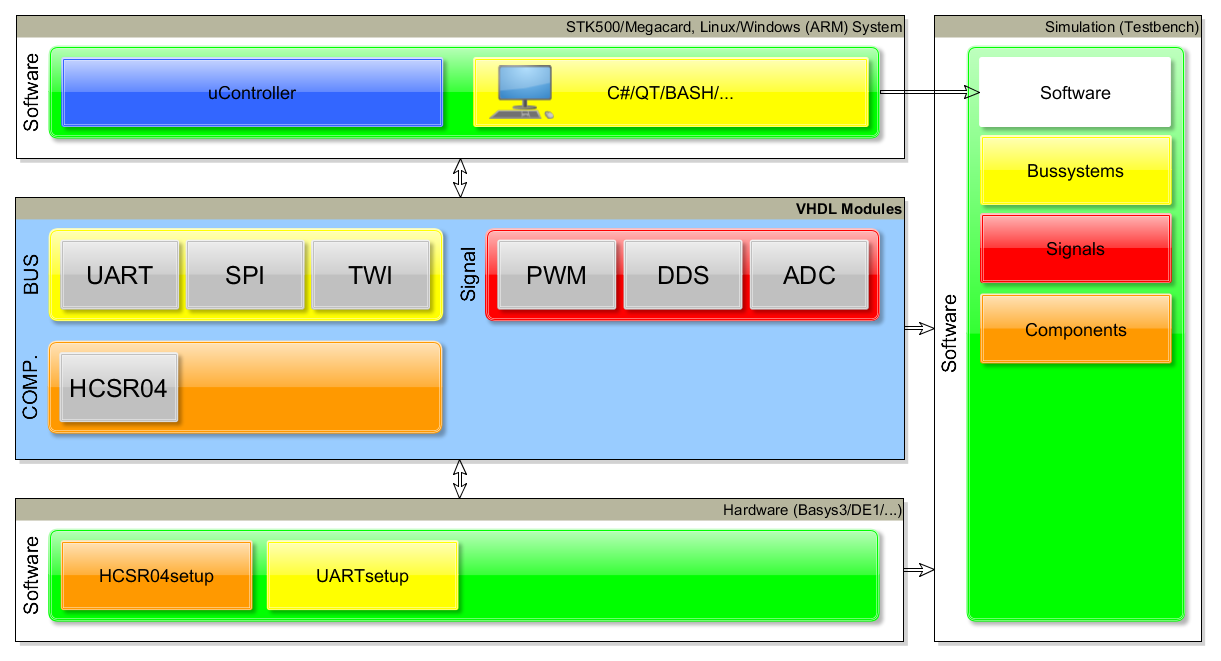 STK500/Megacard, Linux/Windows (ARM) System
Software
uController
C#/QT/BASH/...
VHDL Modules
BUS
UART
SPI
TWI
Signal
PWM
DDS
ADC
COMP.
HCSR04
Hardware (Basys3/DE1/...)
Software
HCSR04setup
UARTsetup
Simulation (Testbench)
Software
Software
Bussystems
Signals
Components